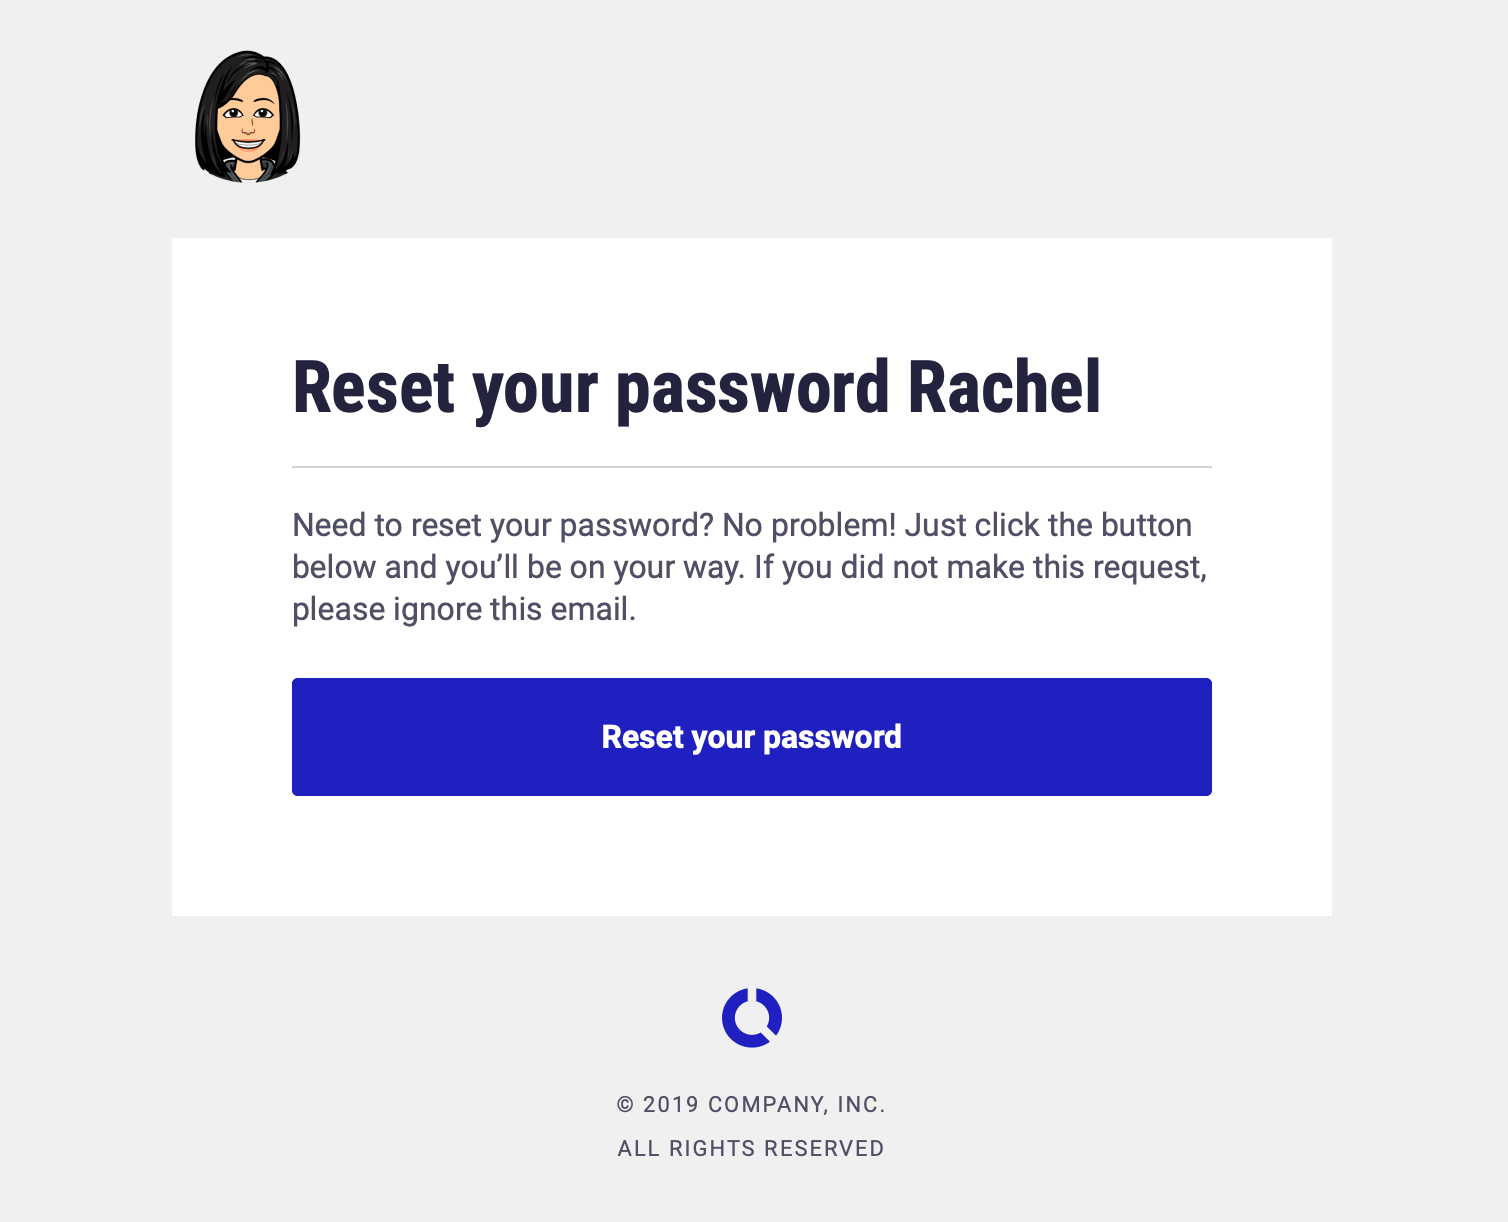 Reset your password Rachel
Need to reset your password? No problem! Just click the button
below and you’ll be on your way. If you did not make this request,
please ignore this email.
Reset your password
© 2019 COMPANY, INC.
ALL RIGHTS RESERVED